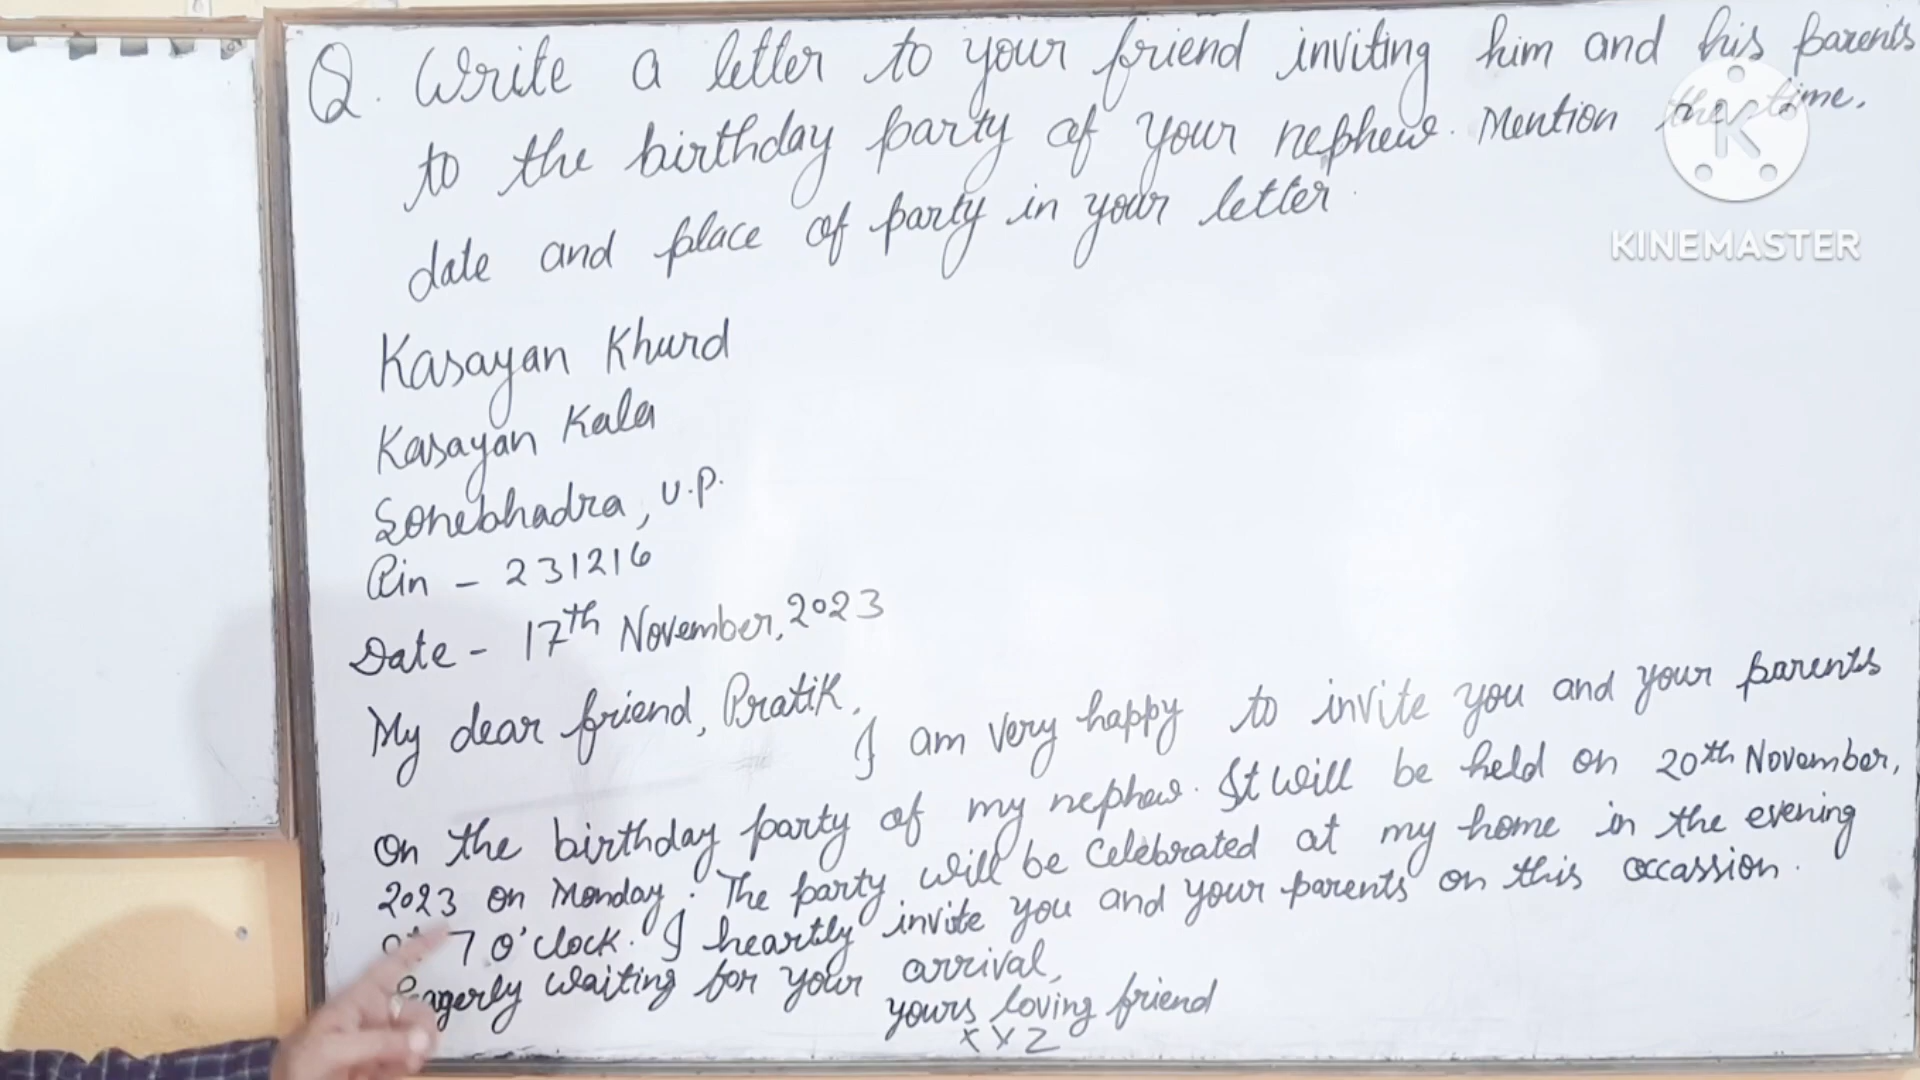 Q. Write a letter to your friend inviting him and his parents
to the birthday party of your nephew. Mention the time,
date and place of party in your letter.
KINEMASTER
Kasayan Khurd
Kasayan Kala
Sonebhadra, U.P.
Pin - 231216
Date - 17th November, 2023
My dear friend, Pratik,
I am very happy to invite you and your parents
on the birthday party of my nephew. It will be held on 20th November,
2023 on Monday. The party will be celebrated at my home in the evening
at 7 o'clock. I heartly invite you and your parents on this occassion.
Eagerly waiting for your arrival,
yours loving friend
XYZ